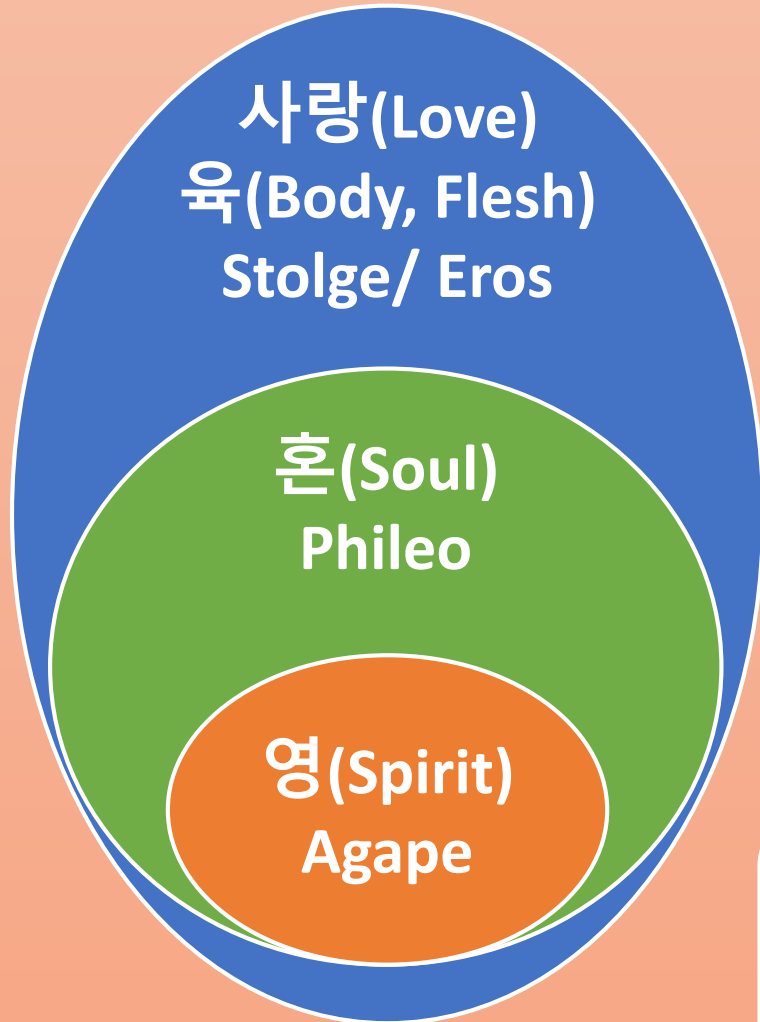 사랑(Love)
육(Body, Flesh)
Stolge/ Eros
혼(Soul)
Phileo
영(Spirit)
Agape